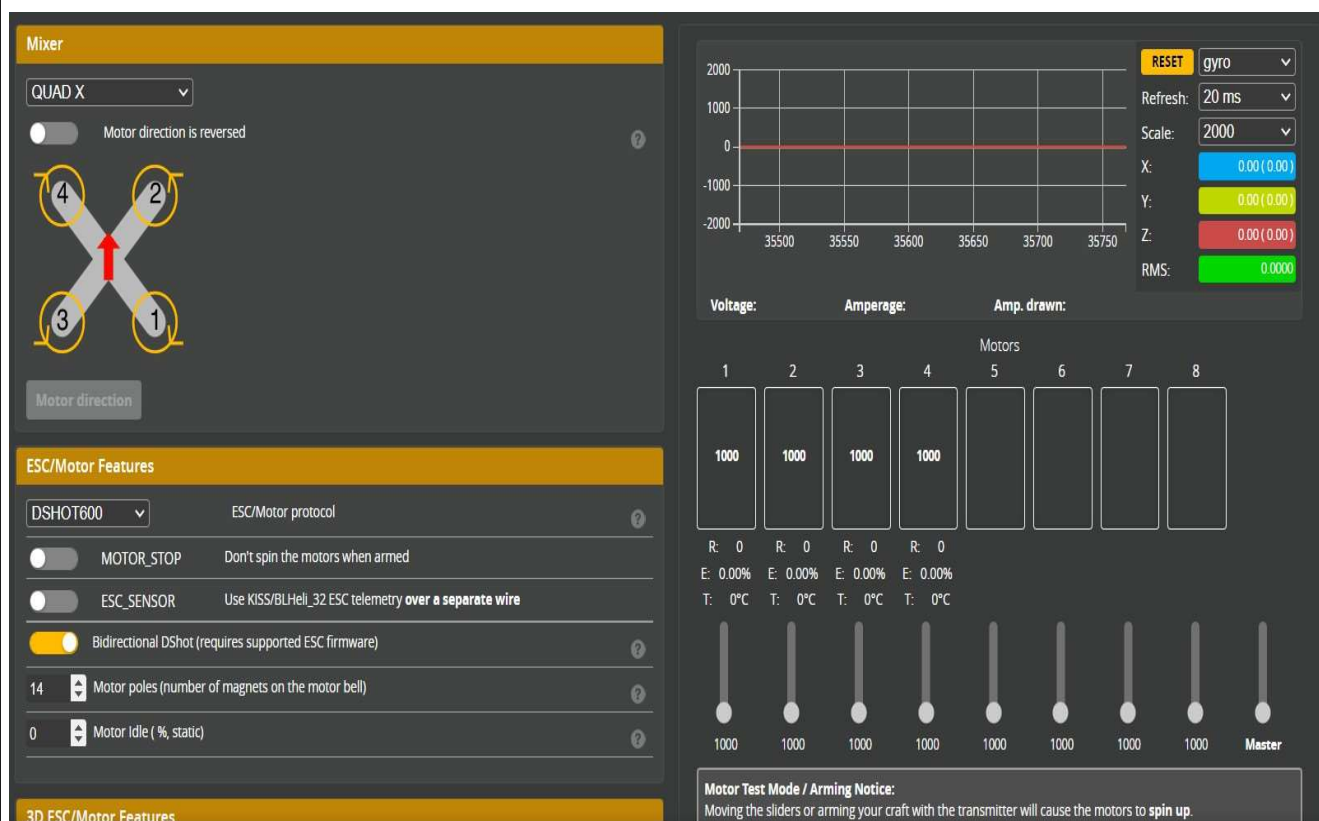 Mixer
QUAD X
Motor direction is reversed
4
2
3
1
Motor direction
ESC/Motor Features
DSHOT600 ESC/Motor protocol
MOTOR_STOP Don't spin the motors when armed
ESC_SENSOR Use KISS/BLHeli_32 ESC telemetry over a separate wire
Bidirectional DShot (requires supported ESC firmware)
14 Motor poles (number of magnets on the motor bell)
0 Motor Idle ( %, static)
3D ESC/Motor Features
2000
1000
0
-1000
-2000
35500 35550 35600 35650 35700 35750
RESET gyro
Refresh: 20 ms
Scale: 2000
X: 0.00 ( 0.00 )
Y: 0.00 ( 0.00 )
Z: 0.00 ( 0.00 )
RMS: 0.0000
Voltage: Amperage: Amp. drawn:
Motors
1 2 3 4 5 6 7 8
1000 1000 1000 1000
R: 0 R: 0 R: 0 R: 0
E: 0.00% E: 0.00% E: 0.00% E: 0.00%
T: 0°C T: 0°C T: 0°C T: 0°C
1000 1000 1000 1000 1000 1000 1000 1000 Master
Motor Test Mode / Arming Notice:
Moving the sliders or arming your craft with the transmitter will cause the motors to spin up.